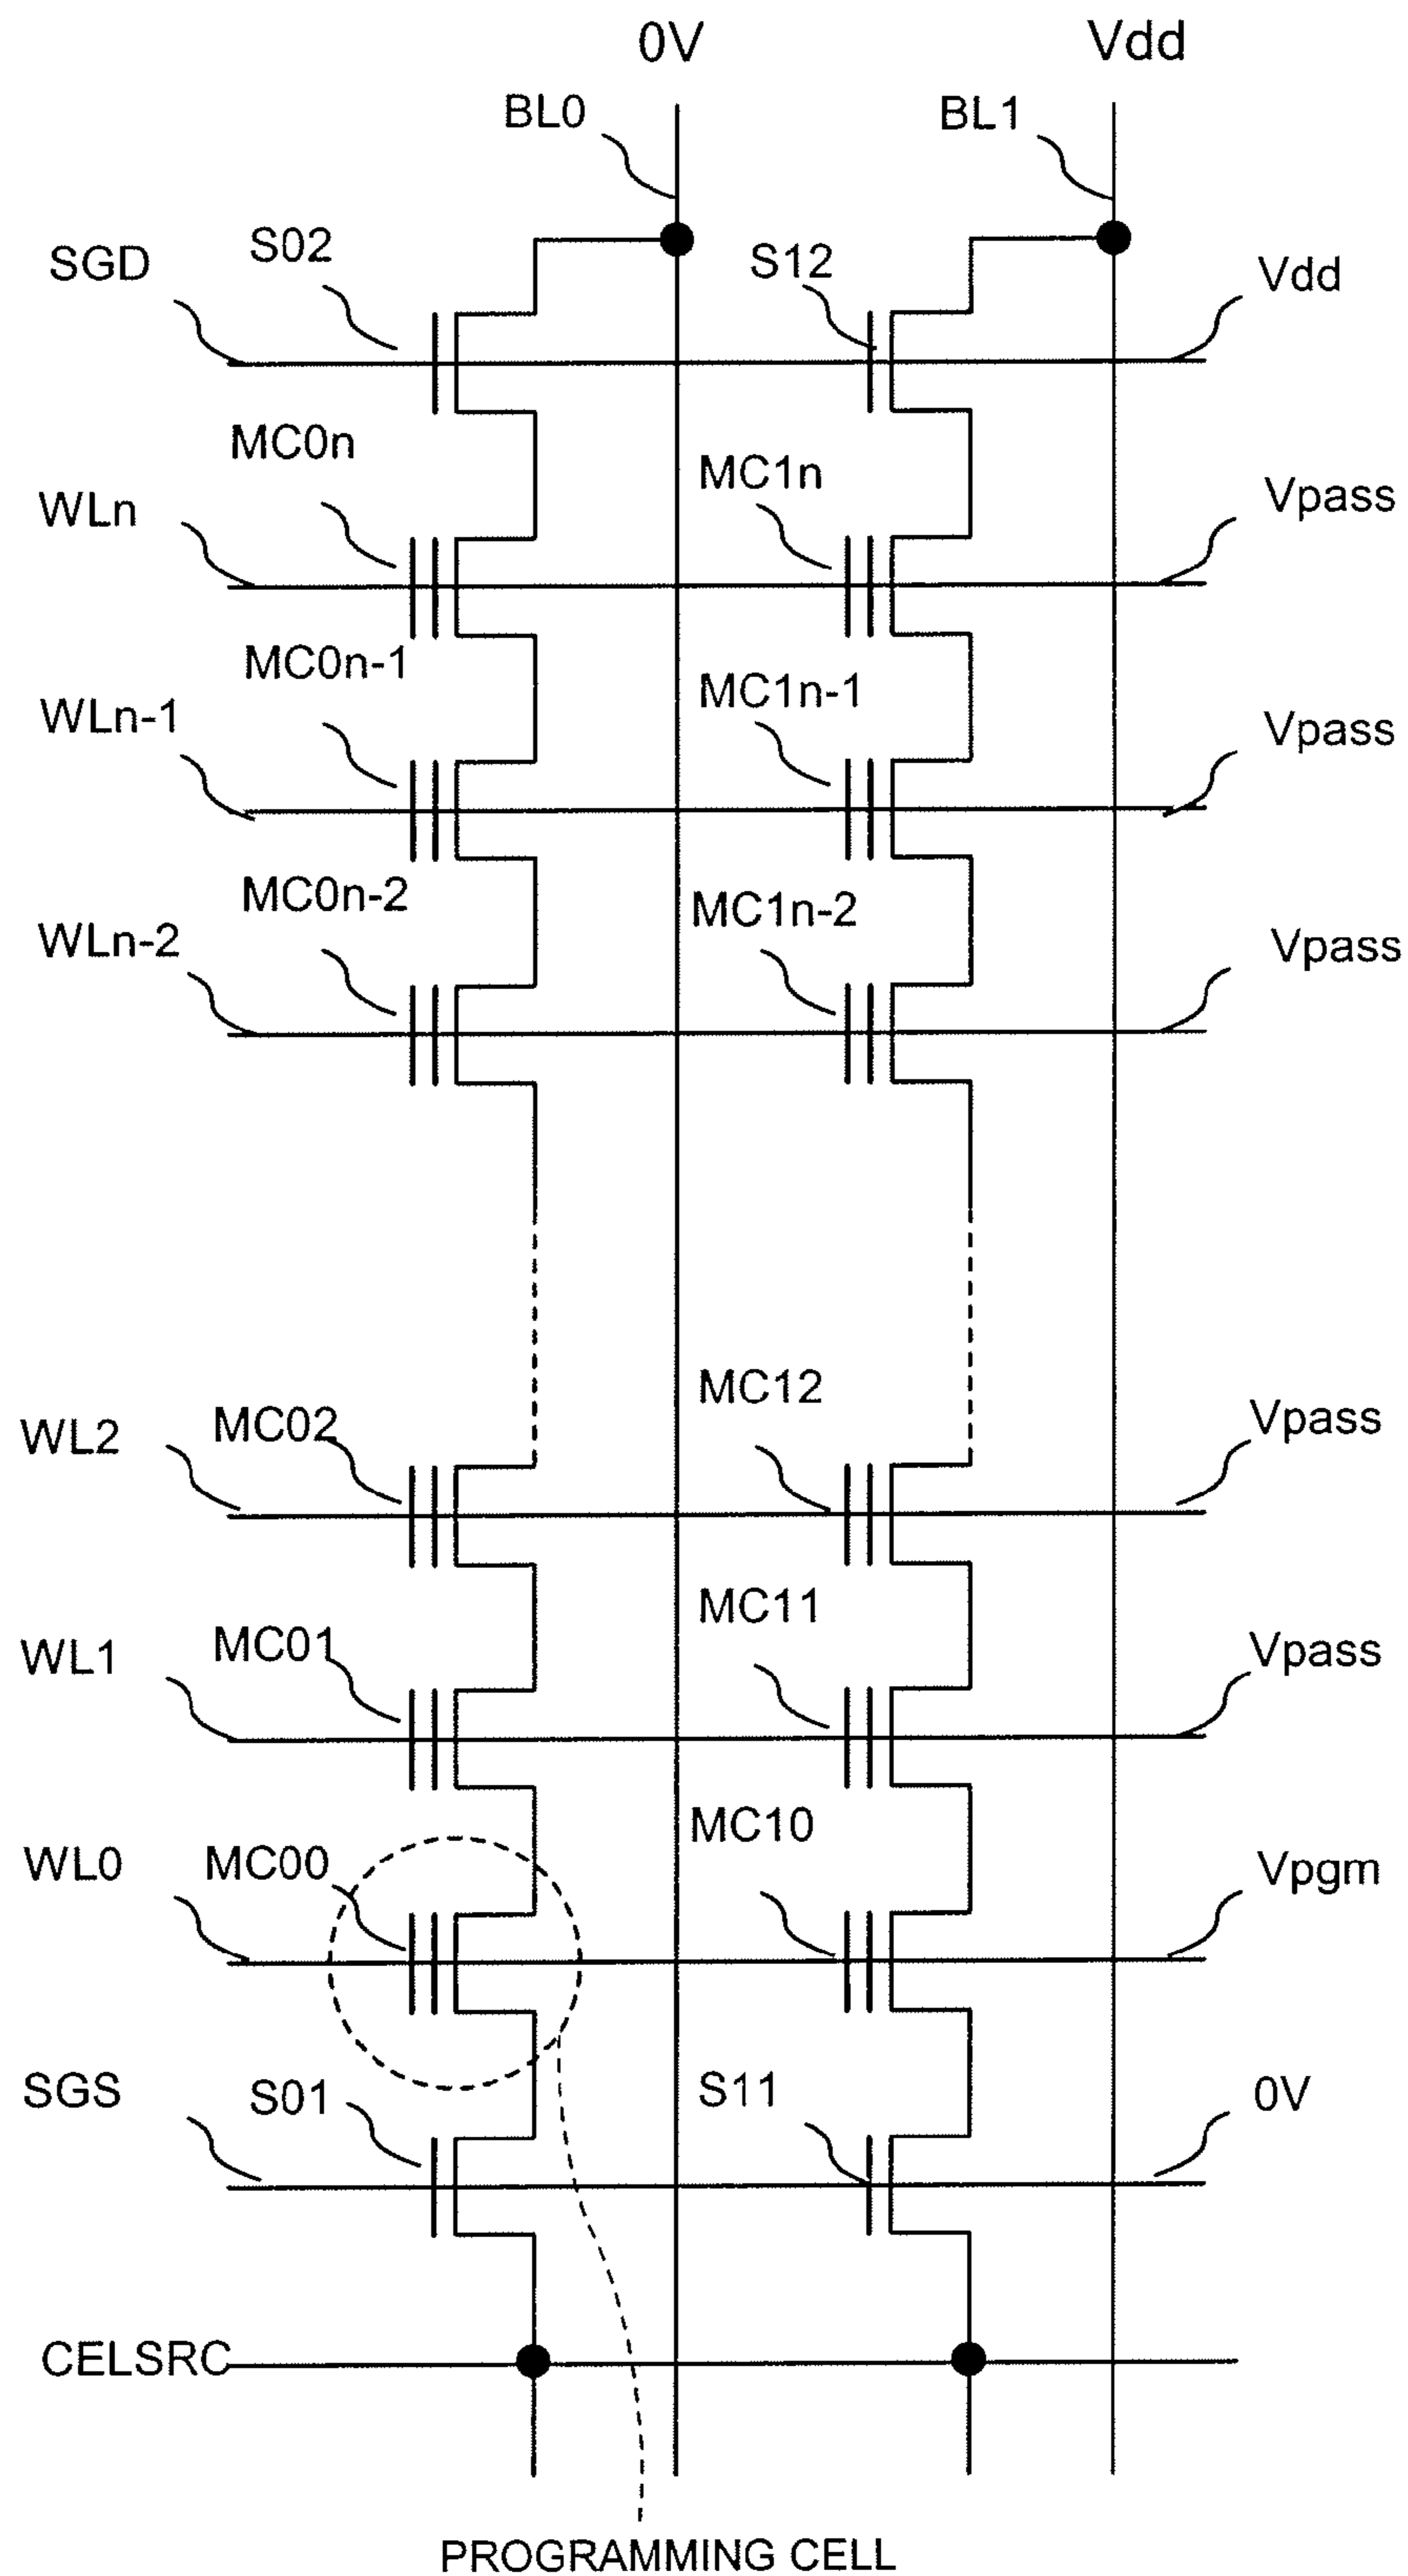 0V Vdd
BL0 BL1
SGD S02 S12 Vdd
MC0n MC1n
WLn Vpass
MC0n-1 MC1n-1
WLn-1 Vpass
MC0n-2 MC1n-2
WLn-2 Vpass
MC12
WL2 MC02 Vpass
MC11
WL1 MC01 Vpass
MC10
WL0 MC00 Vpgm
SGS S01 S11 0V
CELSRC
PROGRAMMING CELL